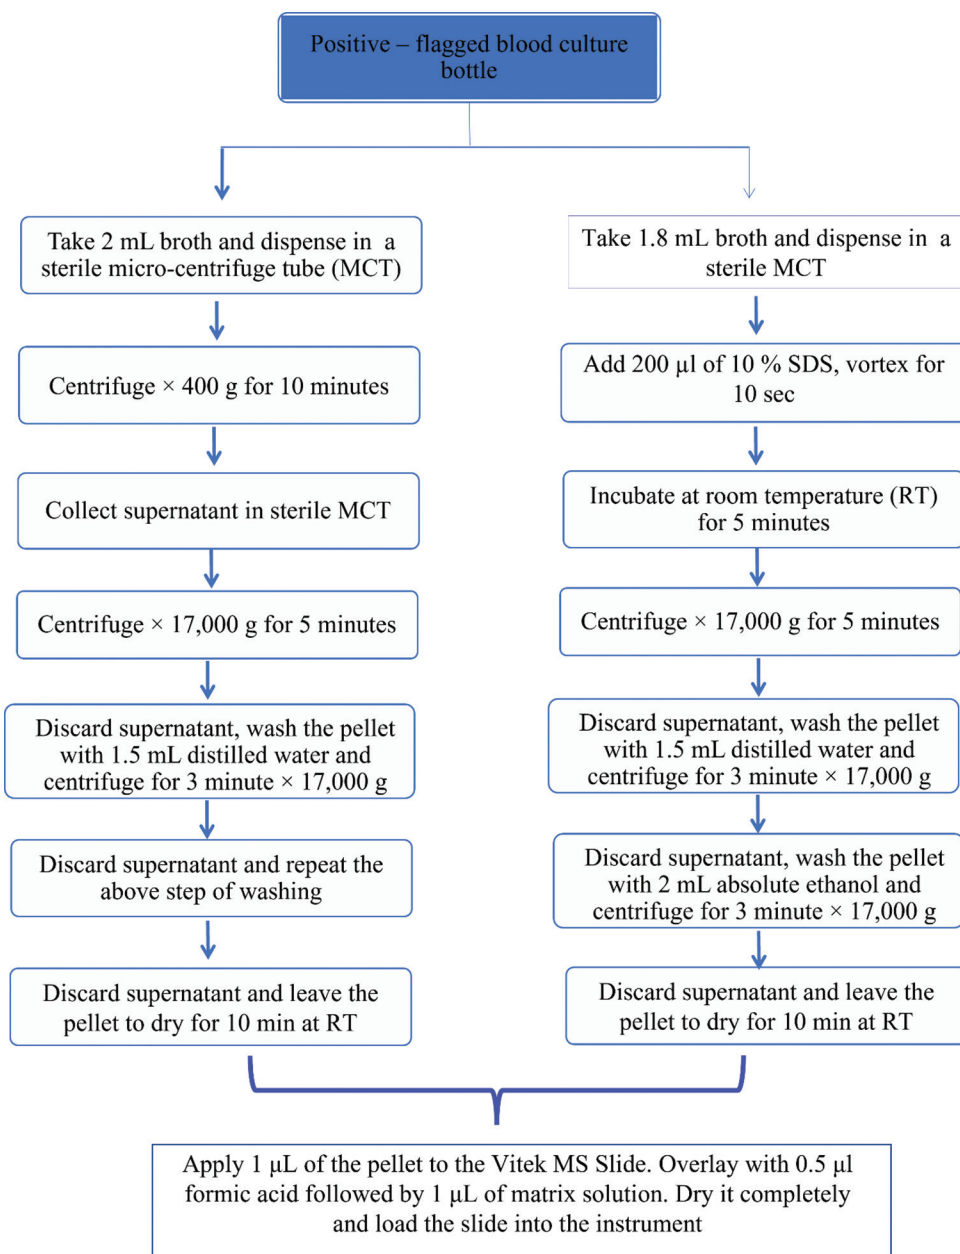 Positive – flagged blood culture
bottle
Take 2 mL broth and dispense in a
sterile micro-centrifuge tube (MCT)
Centrifuge × 400 g for 10 minutes
Collect supernatant in sterile MCT
Centrifuge × 17,000 g for 5 minutes
Discard supernatant, wash the pellet
with 1.5 mL distilled water and
centrifuge for 3 minute × 17,000 g
Discard supernatant and repeat the
above step of washing
Discard supernatant and leave the
pellet to dry for 10 min at RT
Take 1.8 mL broth and dispense in a
sterile MCT
Add 200 µl of 10 % SDS, vortex for
10 sec
Incubate at room temperature (RT)
for 5 minutes
Centrifuge × 17,000 g for 5 minutes
Discard supernatant, wash the pellet
with 1.5 mL distilled water and
centrifuge for 3 minute × 17,000 g
Discard supernatant, wash the pellet
with 2 mL absolute ethanol and
centrifuge for 3 minute × 17,000 g
Discard supernatant and leave the
pellet to dry for 10 min at RT
Apply 1 µL of the pellet to the Vitek MS Slide. Overlay with 0.5 µl
formic acid followed by 1 µL of matrix solution. Dry it completely
and load the slide into the instrument